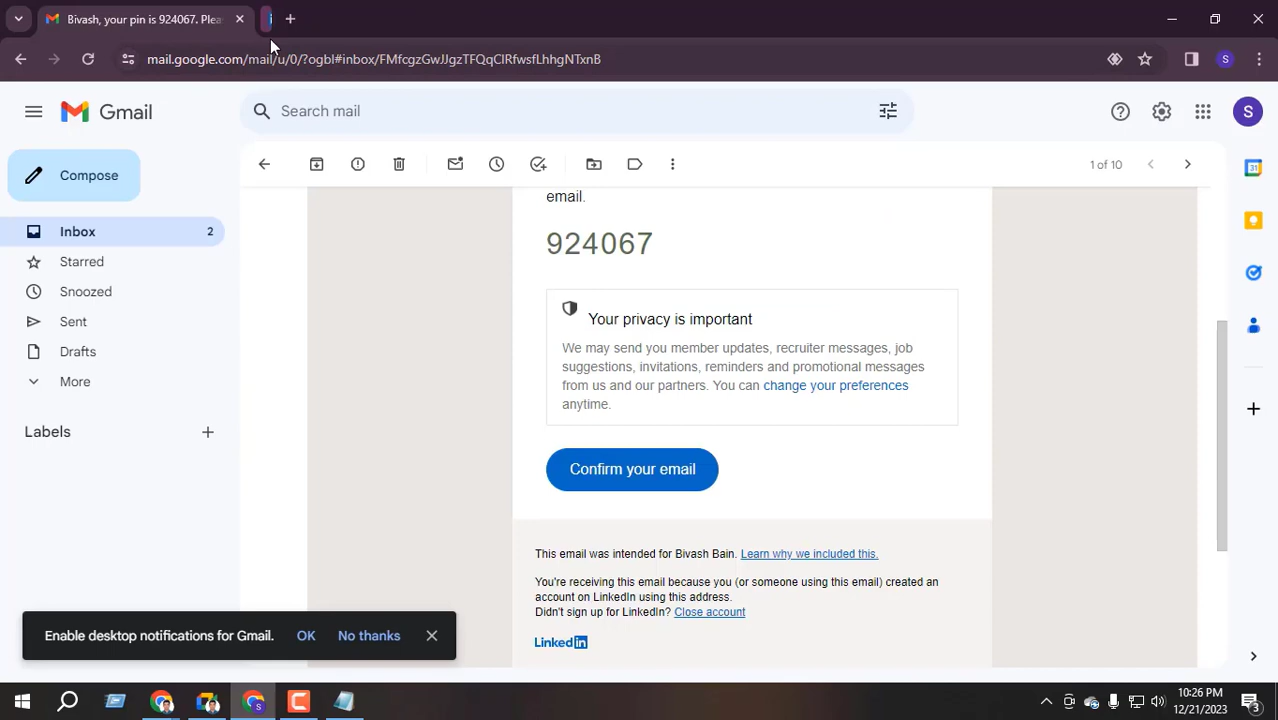 Bivash, your pin is 924067. Plea
mail.google.com/mail/u/0/?ogbl#inbox/FMfcgzGwJJgzTFQqClRfwsfLhhgNTxnB
S
Gmail
Search mail
S
Compose
1 of 10
Inbox 2
Starred
Snoozed
Sent
Drafts
More
Labels
email.
924067
Your privacy is important
We may send you member updates, recruiter messages, job
suggestions, invitations, reminders and promotional messages
from us and our partners. You can change your preferences
anytime.
Confirm your email
This email was intended for Bivash Bain. Learn why we included this.
You're receiving this email because you (or someone using this email) created an
account on LinkedIn using this address.
Didn't sign up for LinkedIn? Close account
LinkedIn
Enable desktop notifications for Gmail. OK No thanks
10:26 PM
12/21/2023
3